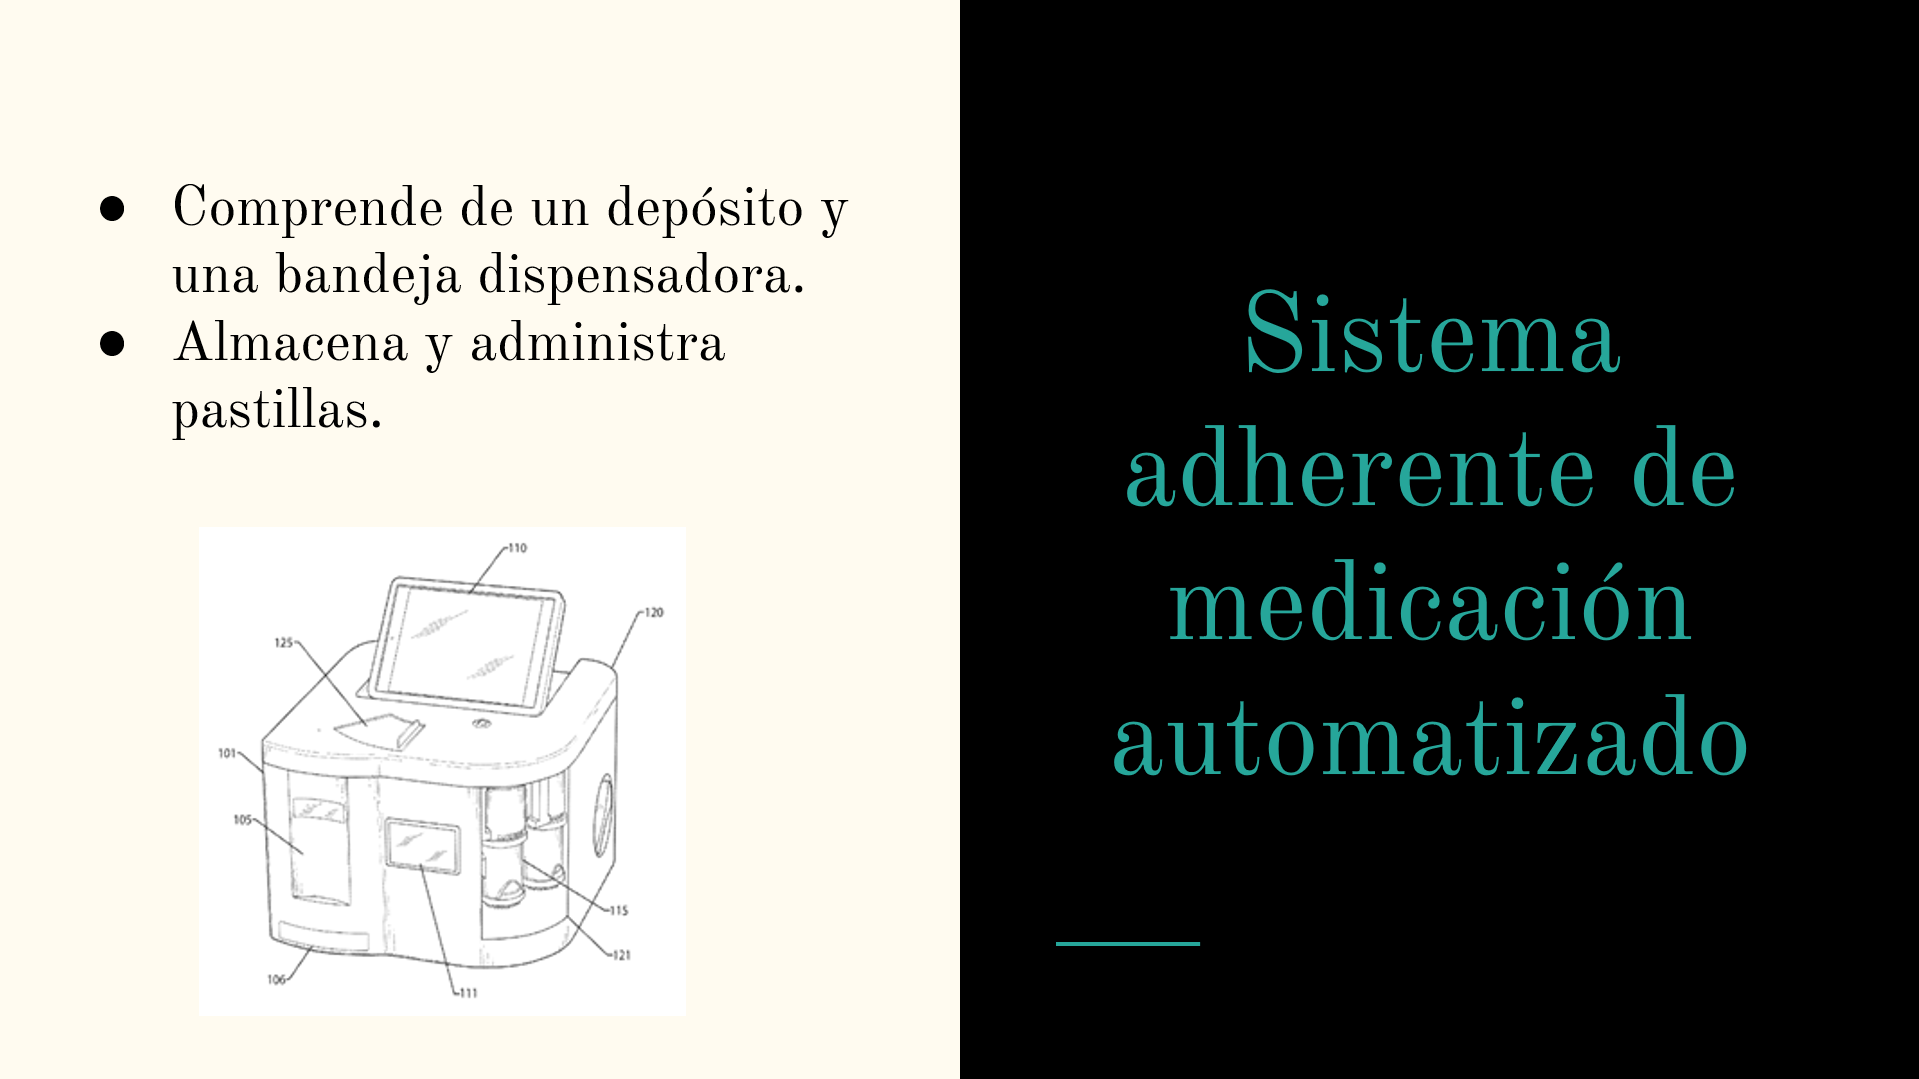 ● Comprende de un depósito y
una bandeja dispensadora.
● Almacena y administra
pastillas.
110
120
125
101
105
115
121
106
111
Sistema
adherente de
medicación
automatizado